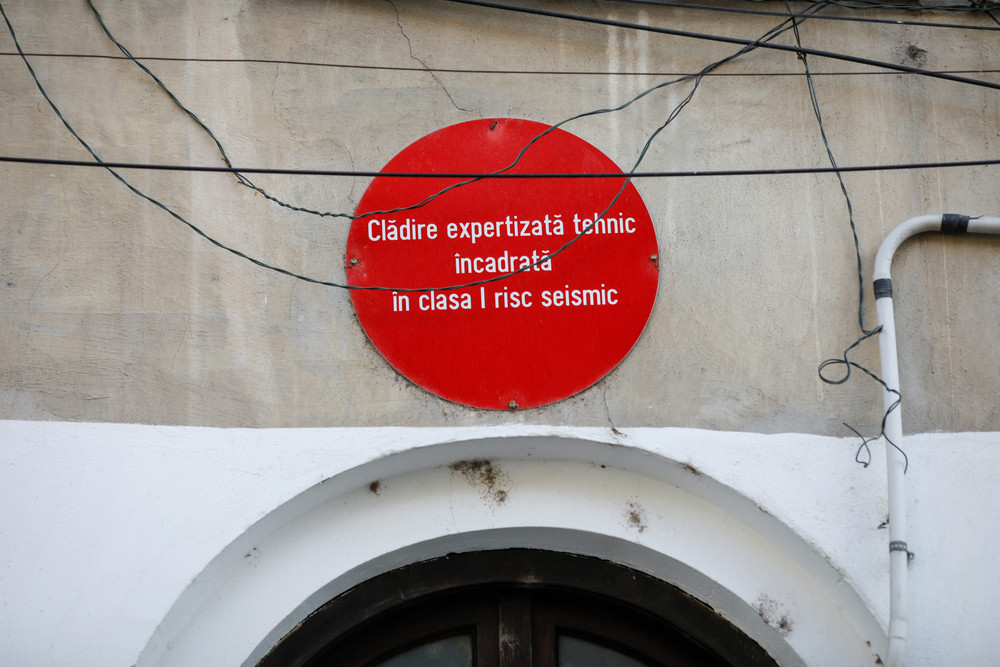 Clădire expertizată tehnic
încadrată
în clasa I risc seismic